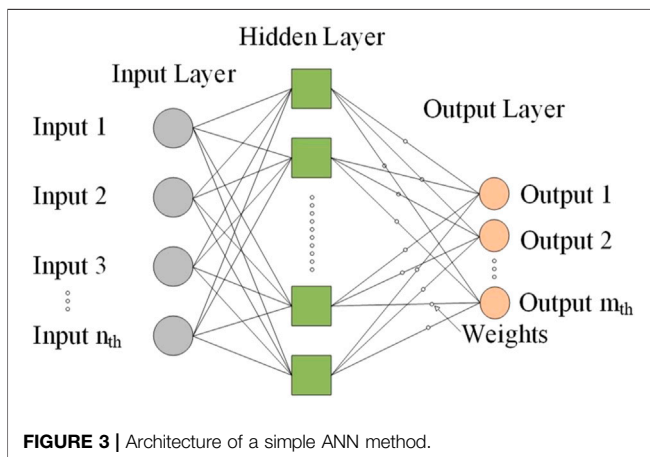 Hidden Layer
Input Layer
Output Layer
Input 1
Input 2
Input 3
Input nth
Output 1
Output 2
Output mth
Weights
FIGURE 3 | Architecture of a simple ANN method.